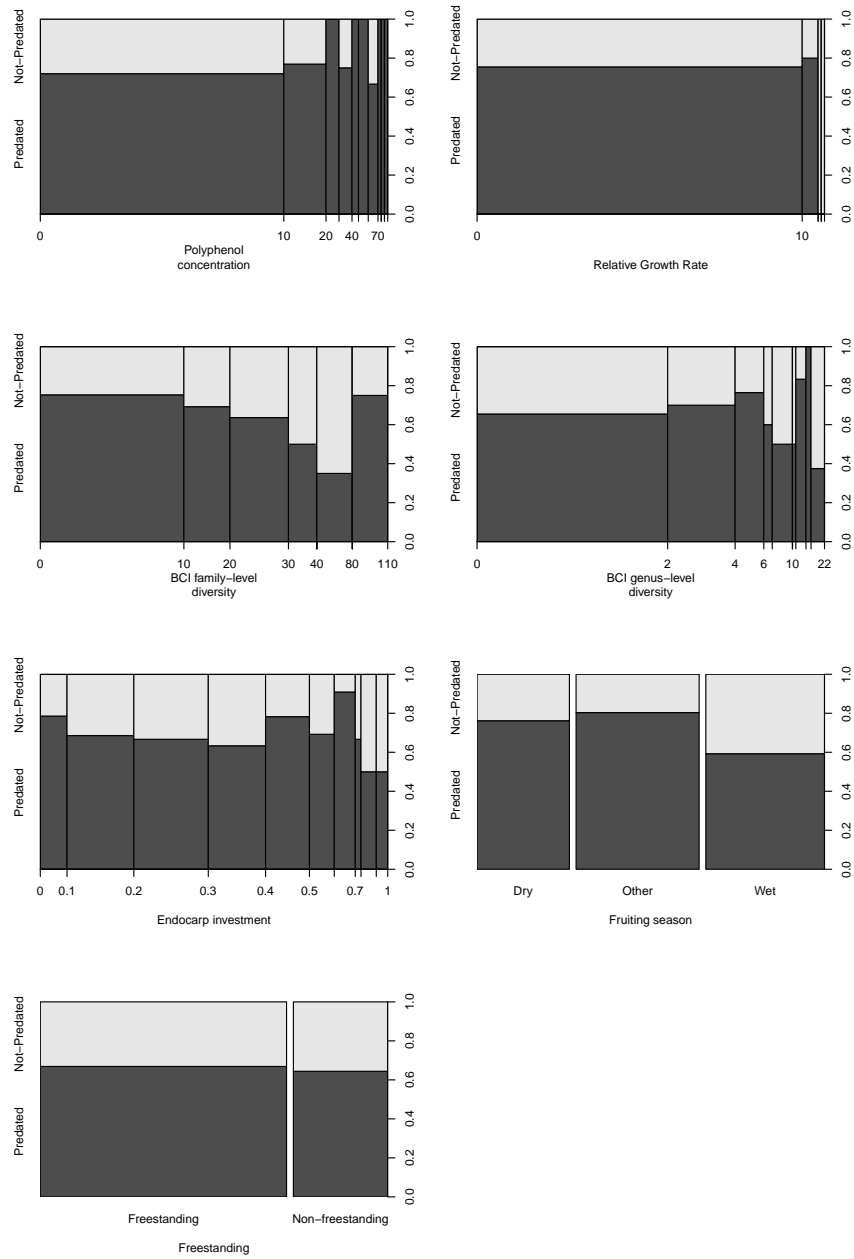 Not−Predated
Predated
0.0 0.2 0.4 0.6 0.8 1.0
0 10 20 40 70
Polyphenol
concentration
Not−Predated
Predated
0.0 0.2 0.4 0.6 0.8 1.0
0 10
Relative Growth Rate
Not−Predated
Predated
0.0 0.2 0.4 0.6 0.8 1.0
0 10 20 30 40 80 110
BCI family−level
diversity
Not−Predated
Predated
0.0 0.2 0.4 0.6 0.8 1.0
0 2 4 6 10 22
BCI genus−level
diversity
Not−Predated
Predated
0.0 0.2 0.4 0.6 0.8 1.0
0 0.1 0.2 0.3 0.4 0.5 0.7 1
Endocarp investment
Not−Predated
Predated
0.0 0.2 0.4 0.6 0.8 1.0
Dry Other Wet
Fruiting season
Not−Predated
Predated
0.0 0.2 0.4 0.6 0.8 1.0
Freestanding Non−freestanding
Freestanding